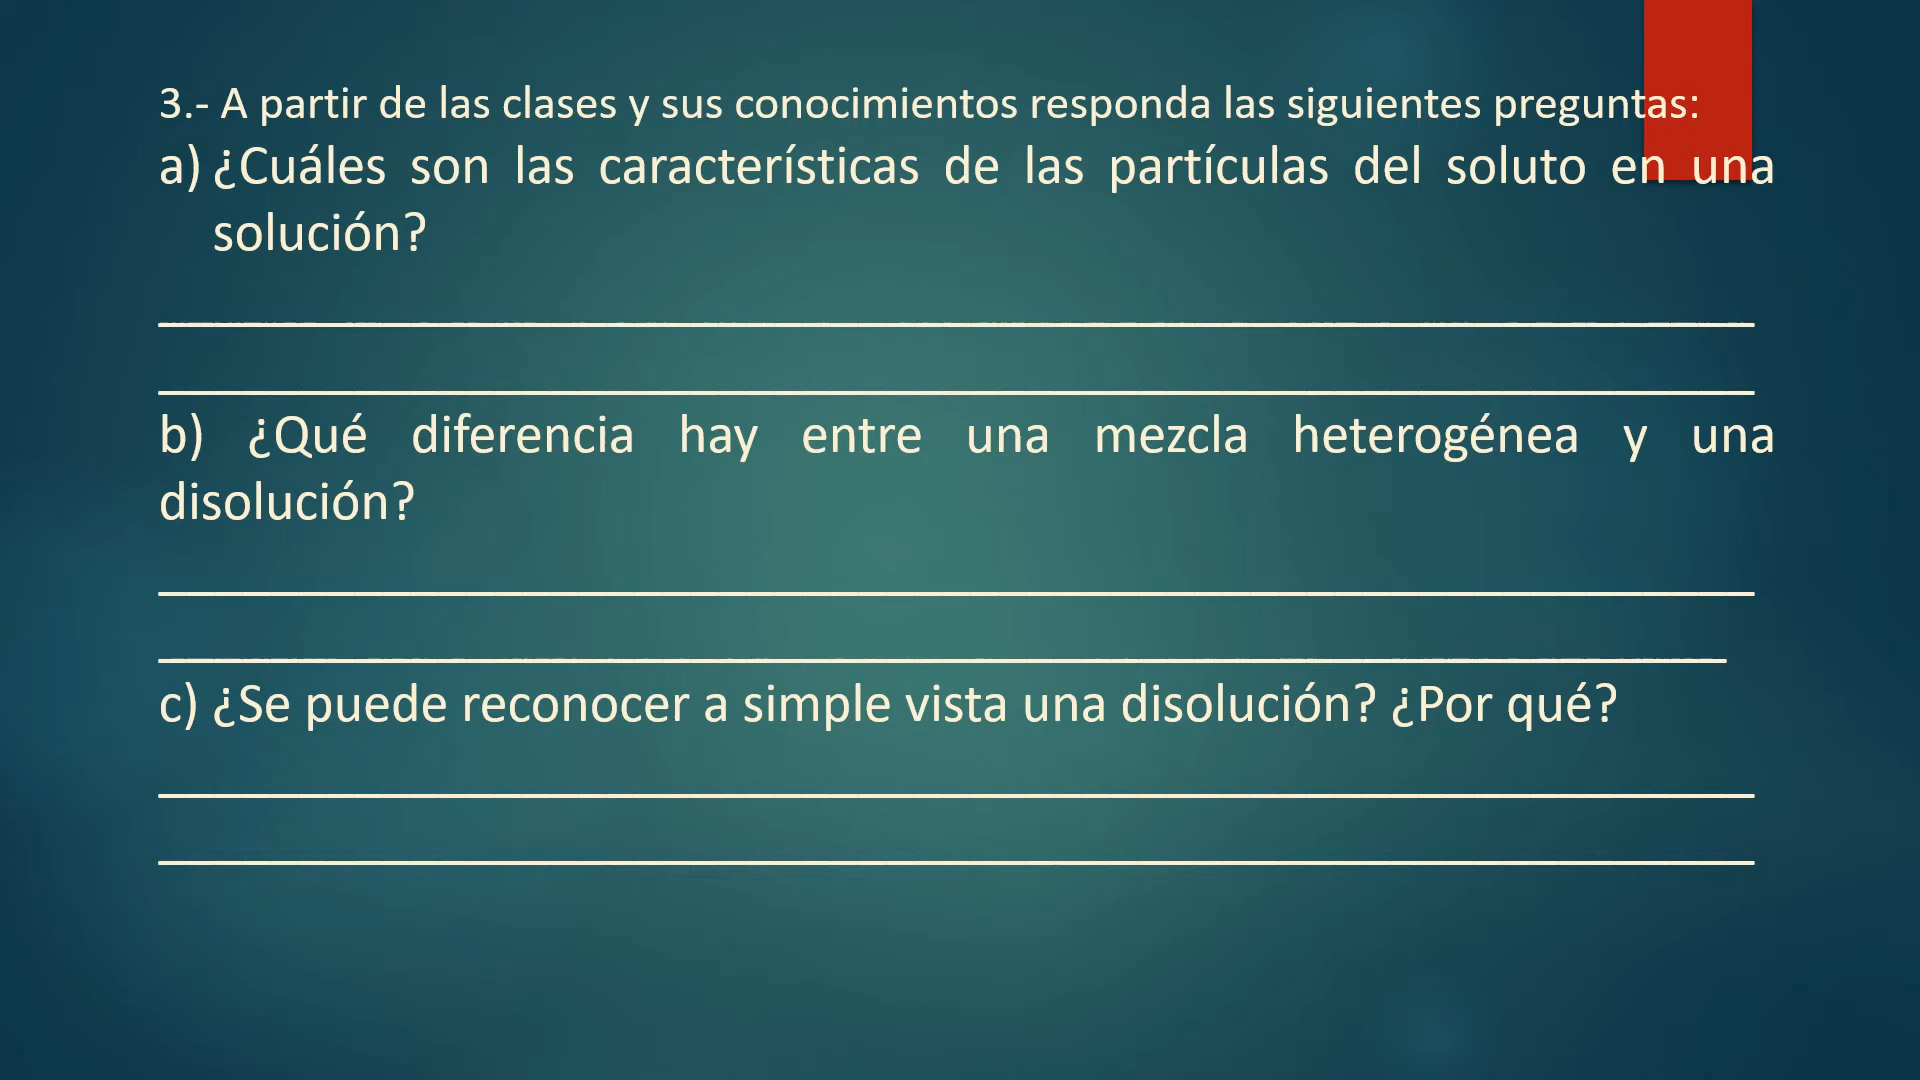 3.- A partir de las clases y sus conocimientos responda las siguientes preguntas:
a) ¿Cuáles son las características de las partículas del soluto en una
solución?
b) ¿Qué diferencia hay entre una mezcla heterogénea y una
disolución?
c) ¿Se puede reconocer a simple vista una disolución? ¿Por qué?